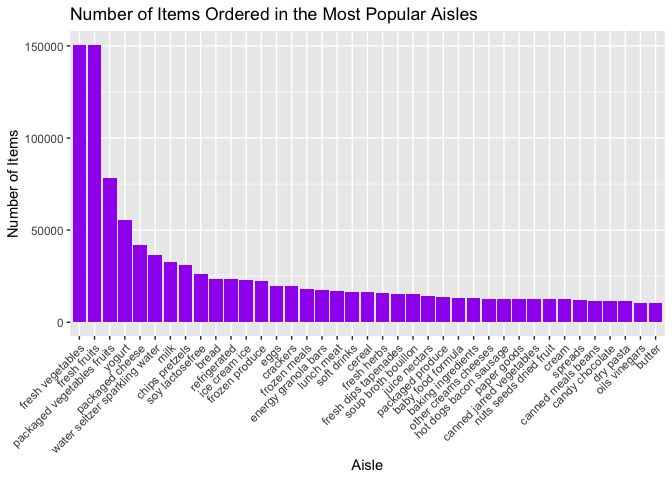 Number of Items Ordered in the Most Popular Aisles
Number of Items
150000
100000
50000
0
fresh vegetables
fresh fruits
packaged vegetables fruits
yogurt
packaged cheese
water seltzer sparkling water
milk
chips pretzels
soy lactosefree
bread
refrigerated
ice cream ice
frozen produce
eggs
crackers
frozen meals
energy granola bars
lunch meat
soft drinks
cereal
fresh herbs
fresh dips tapenades
soup broth bouillon
juice nectars
packaged produce
baby food formula
baking ingredients
other creams cheeses
hot dogs bacon sausage
paper goods
canned jarred vegetables
nuts seeds dried fruit
cream
spreads
canned meals beans
candy chocolate
dry pasta
oils vinegars
butter
Aisle